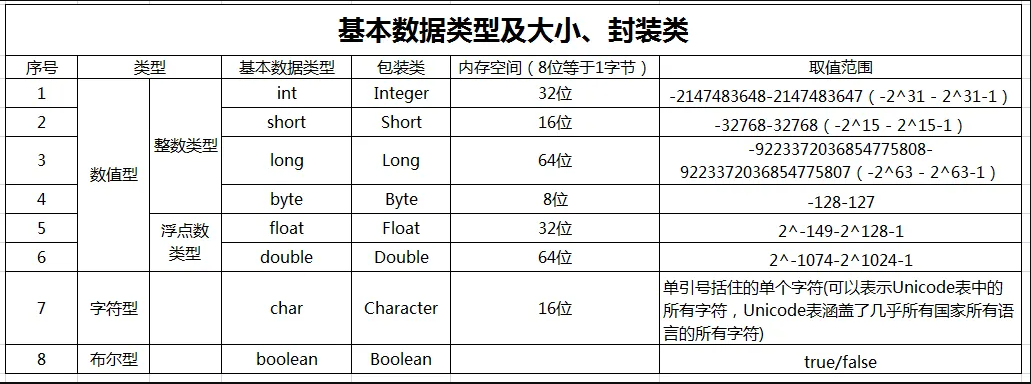 基本数据类型及大小、封装类
序号 类型 基本数据类型 包装类 内存空间（8位等于1字节） 取值范围
1 int Integer 32位 -2147483648-2147483647（-2^31 - 2^31-1）
2 short Short 16位 -32768-32768（-2^15 - 2^15-1）
整数类型
3 数值型 long Long 64位 -9223372036854775808-
9223372036854775807（-2^63 - 2^63-1）
4 byte Byte 8位 -128-127
5 浮点数 float Float 32位 2^-149-2^128-1
6 类型 double Double 64位 2^-1074-2^1024-1
7 字符型 char Character 16位 单引号括住的单个字符(可以表示Unicode表中的
所有字符，Unicode表涵盖了几乎所有国家所有语
言的所有字符)
8 布尔型 boolean Boolean true/false